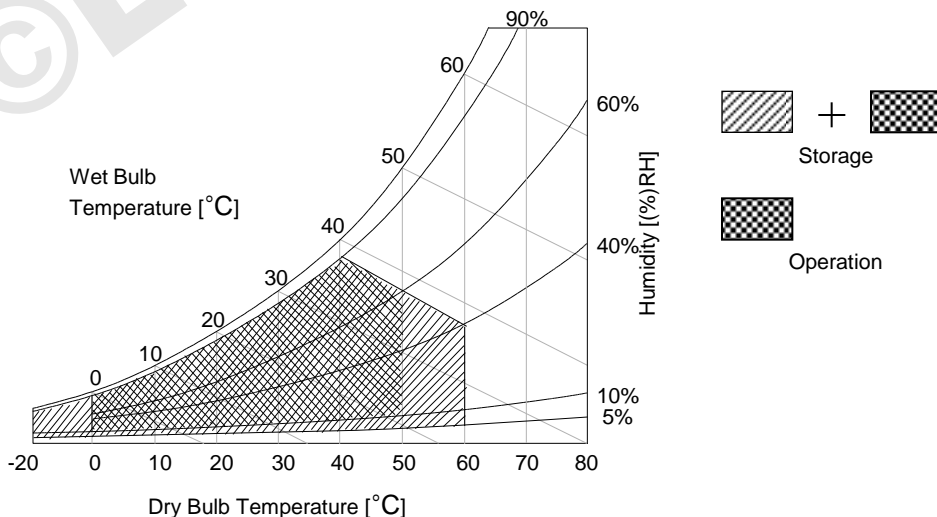 90%
60
60%
50
Wet Bulb
Temperature [°C]
40
30
20
10
0
Humidity [(%)RH]
40%
10%
5%
-20 0 10 20 30 40 50 60 70 80
Dry Bulb Temperature [°C]
+
Storage
Operation